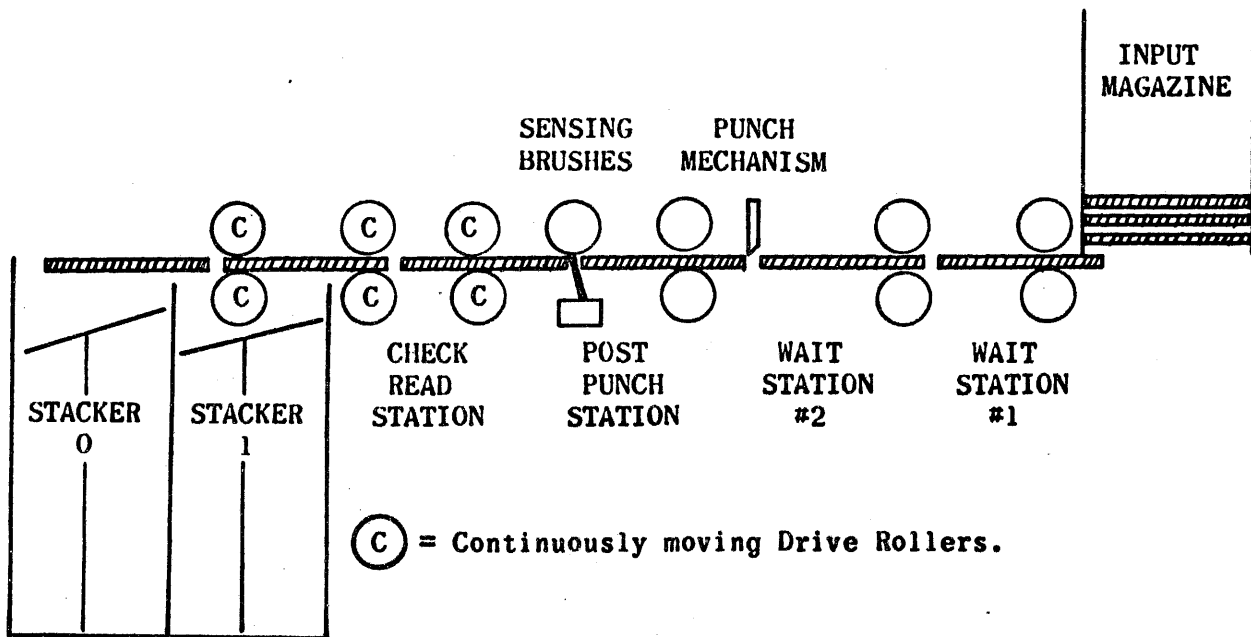 INPUT
MAGAZINE
SENSING
BRUSHES
PUNCH
MECHANISM
C
C
C
C
C
C
CHECK
READ
STATION
POST
PUNCH
STATION
WAIT
STATION
#2
WAIT
STATION
#1
STACKER
0
STACKER
1
C = Continuously moving Drive Rollers.